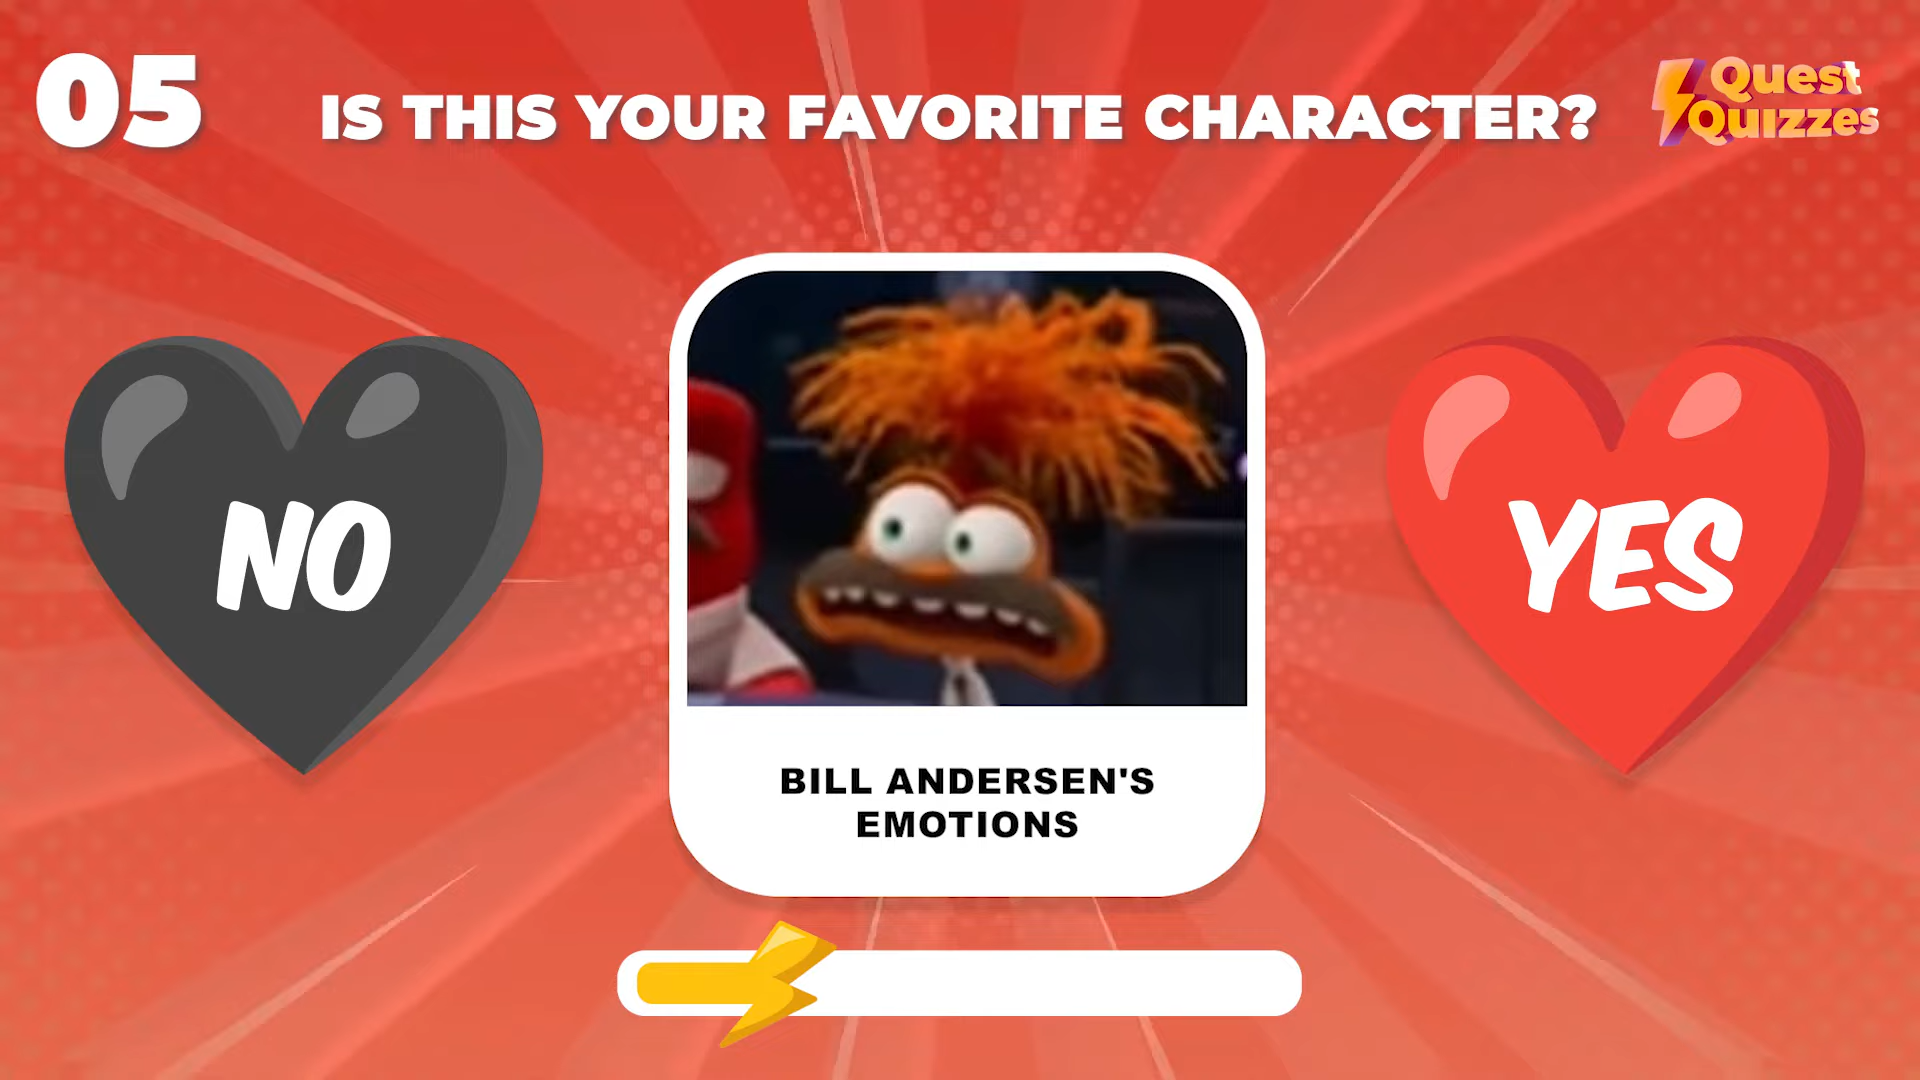 05
IS THIS YOUR FAVORITE CHARACTER?
Quest
Quizzes
NO
YES
BILL ANDERSEN'S
EMOTIONS